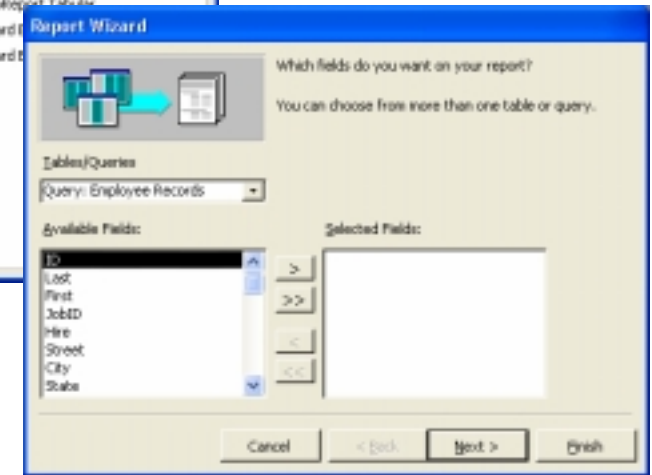 Report Tabular
Report Wizard
Which fields do you want on your report?
You can choose from more than one table or query.
Tables/Queries
Query: Employee Records
Available Fields:
Selected Fields:
ID
Last
First
JobID
Hire
Street
City
State
>
>>
<
<<
Cancel
< Back
Next >
Finish